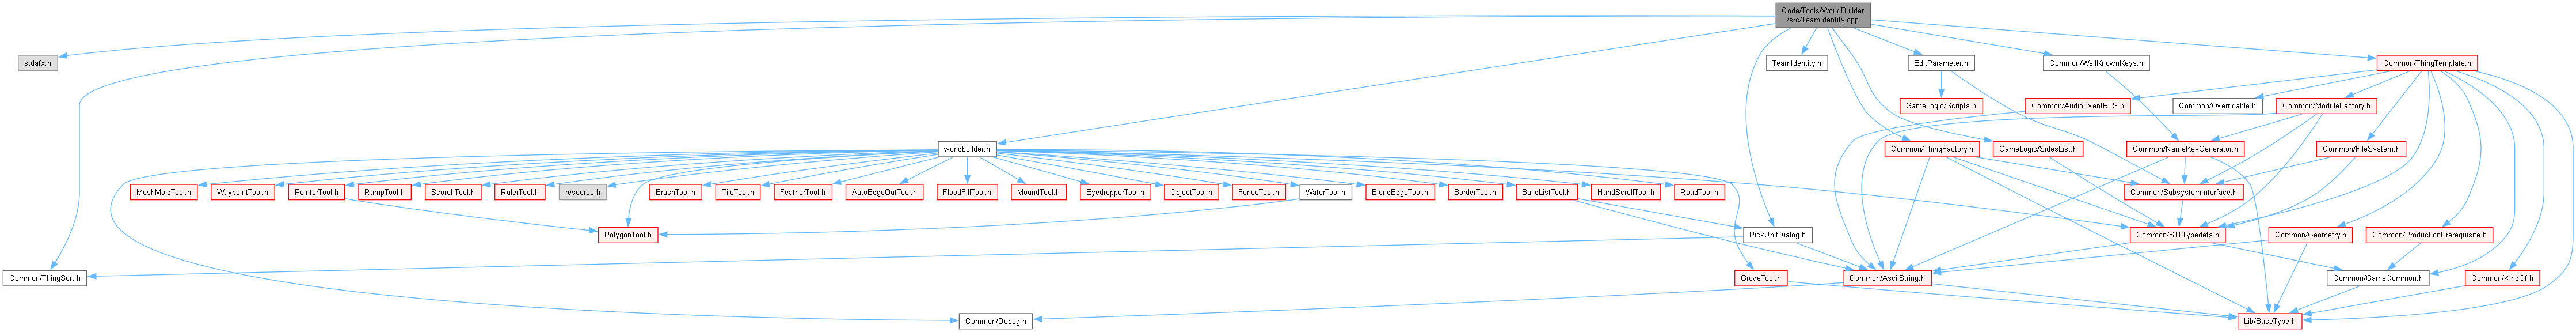 Code/Tools/WorldBuilder
/src/TeamIdentity.cpp
stdafx.h
TeamIdentity.h
EditParameter.h
Common/WellKnownKeys.h
Common/ThingTemplate.h
GameLogic/Scripts.h
Common/AudioEventRTS.h
Common/Overridable.h
Common/ModuleFactory.h
worldbuilder.h
Common/ThingFactory.h
GameLogic/SidesList.h
Common/NameKeyGenerator.h
Common/FileSystem.h
MeshMoldTool.h
WaypointTool.h
PointerTool.h
RampTool.h
ScorchTool.h
RulerTool.h
resource.h
BrushTool.h
TileTool.h
FeatherTool.h
AutoEdgeOutTool.h
FloodFillTool.h
MoundTool.h
EyedropperTool.h
ObjectTool.h
FenceTool.h
WaterTool.h
BlendEdgeTool.h
BorderTool.h
BuildListTool.h
HandScrollTool.h
RoadTool.h
Common/SubsystemInterface.h
PolygonTool.h
PickUnitDialog.h
Common/STLTypedefs.h
Common/Geometry.h
Common/ProductionPrerequisite.h
Common/ThingSort.h
GroveTool.h
Common/AsciiString.h
Common/GameCommon.h
Common/KindOf.h
Common/Debug.h
Lib/BaseType.h